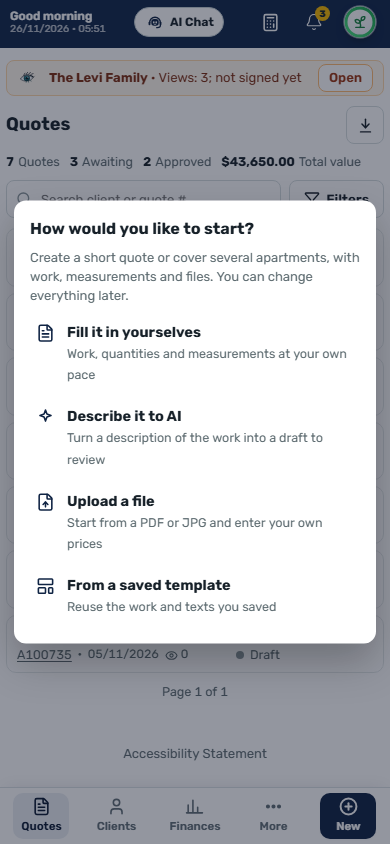 Good morning
26/11/2026 • 05:51
AI Chat
3
The Levi Family • Views: 3; not signed yet
Open
Quotes
7 Quotes 3 Awaiting 2 Approved $43,650.00 Total value
Search client or quote #
Filters
How would you like to start?
Create a short quote or cover several apartments, with
work, measurements and files. You can change
everything later.
Fill it in yourselves
Work, quantities and measurements at your own
pace
Describe it to AI
Turn a description of the work into a draft to
review
Upload a file
Start from a PDF or JPG and enter your own
prices
From a saved template
Reuse the work and texts you saved
A100735 • 05/11/2026 0 Draft
Page 1 of 1
Accessibility Statement
Quotes
Clients
Finances
More
New